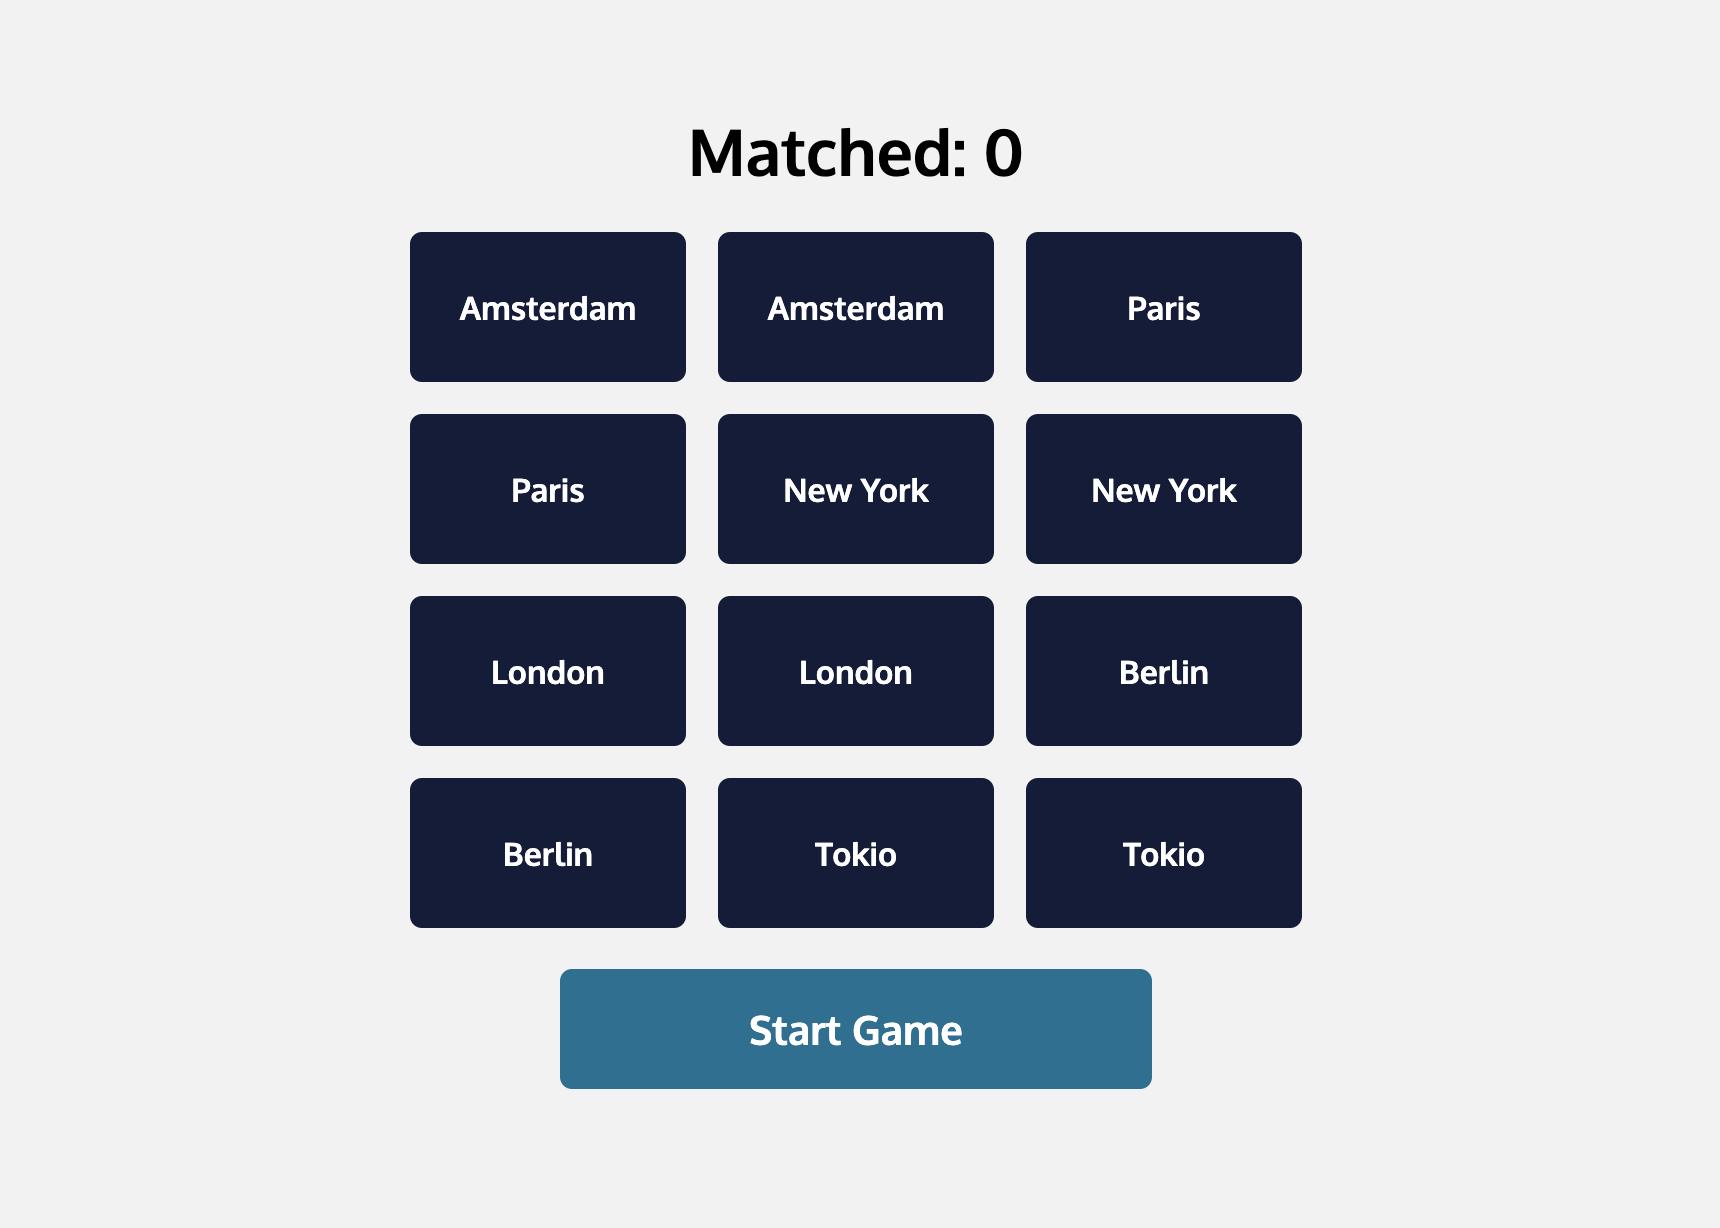 Matched: 0
Amsterdam
Amsterdam
Paris
Paris
New York
New York
London
London
Berlin
Berlin
Tokio
Tokio
Start Game